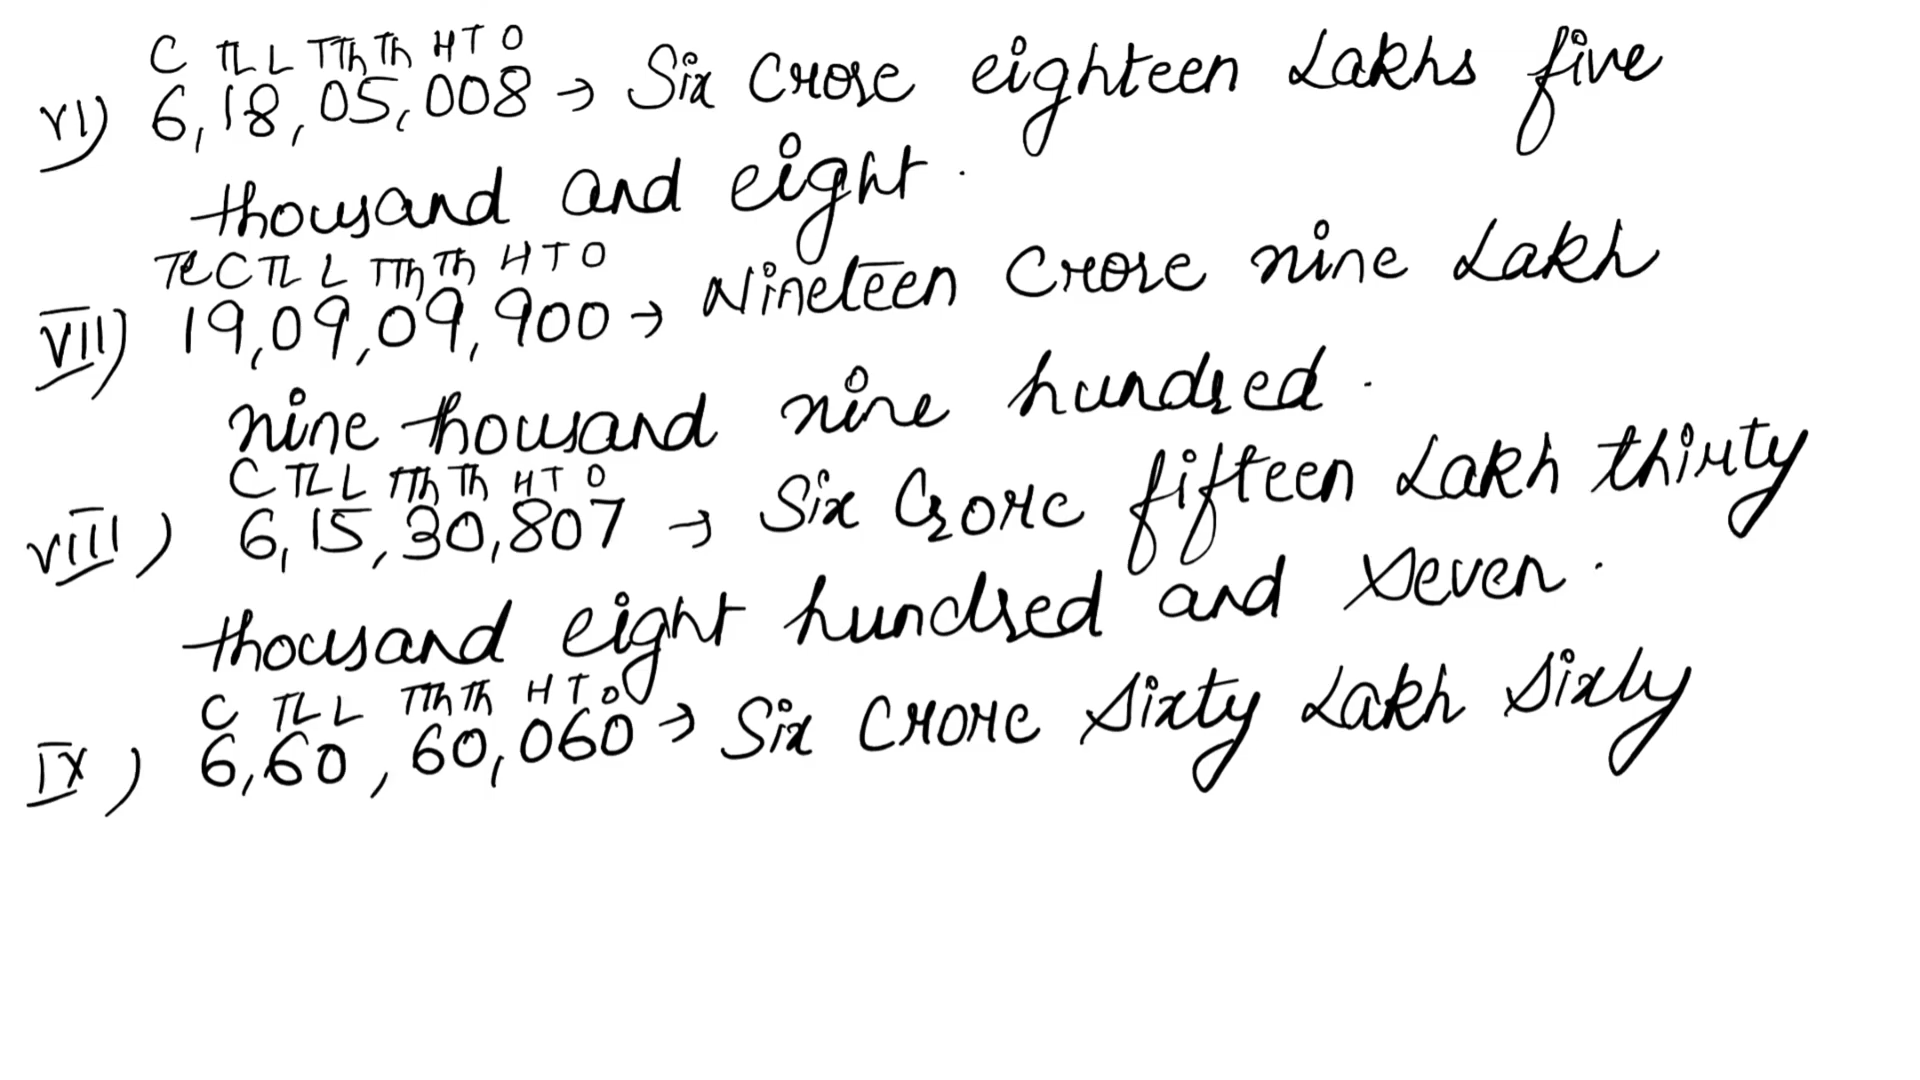 C TL L TTh Th H T O
vi) 6,18,05,008 → Six Crore eighteen Lakhs five
thousand and eight.
TC C TL L TTh Th H T O
VII) 19,09,09,900 → Nineteen Crore nine Lakh
nine thousand nine hundred.
C TL L TTh Th H T O
VIII) 6,15,30,807 → Six Crore fifteen Lakh thirty
thousand eight hundred and seven.
C TL L TTh Th H T O
IX) 6,60,60,060 → Six Crore Sixty Lakh Sixty